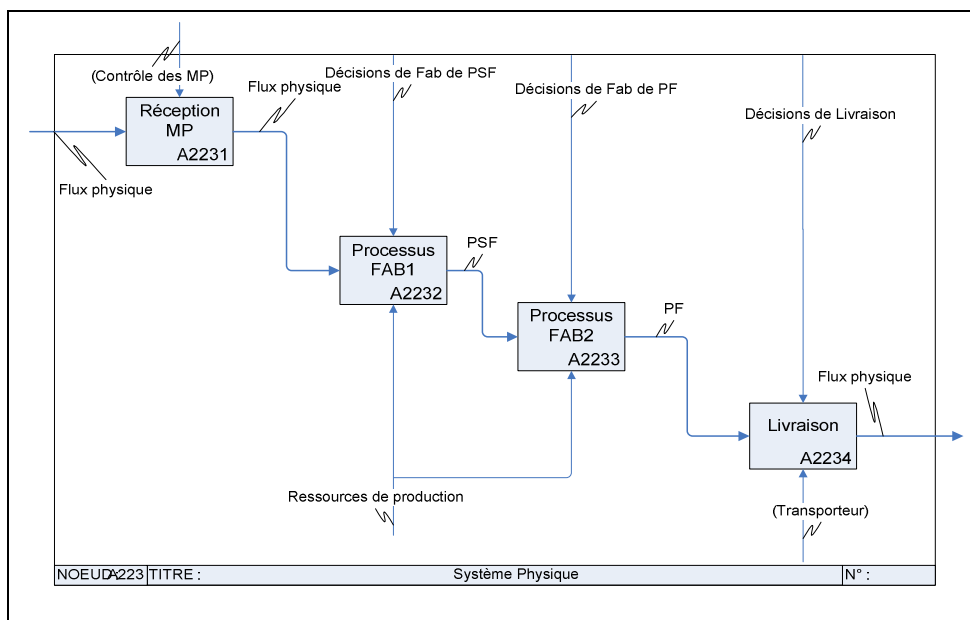 (Contrôle des MP)
Décisions de Fab de PSF
Flux physique
Décisions de Fab de PF
Réception
MP
A2231
Décisions de Livraison
Flux physique
Processus
FAB1
A2232
PSF
Processus
FAB2
A2233
PF
Flux physique
Livraison
A2234
Ressources de production
(Transporteur)
NOEUD: A223 TITRE : Système Physique N° :